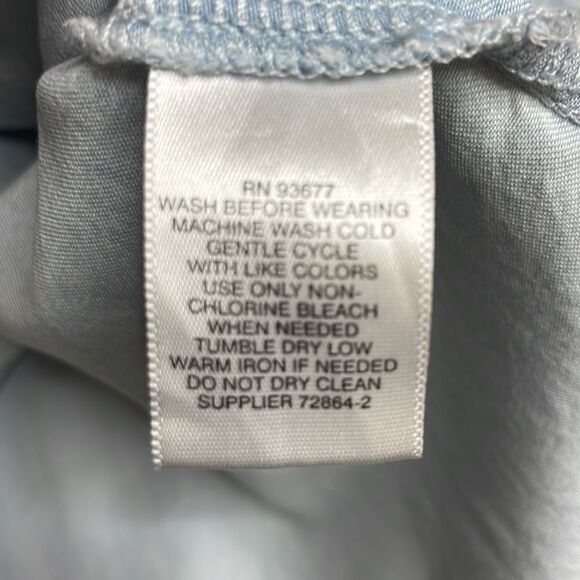 RN 93677
WASH BEFORE WEARING
MACHINE WASH COLD
GENTLE CYCLE
WITH LIKE COLORS
USE ONLY NON-
CHLORINE BLEACH
WHEN NEEDED
TUMBLE DRY LOW
WARM IRON IF NEEDED
DO NOT DRY CLEAN
SUPPLIER 72864-2